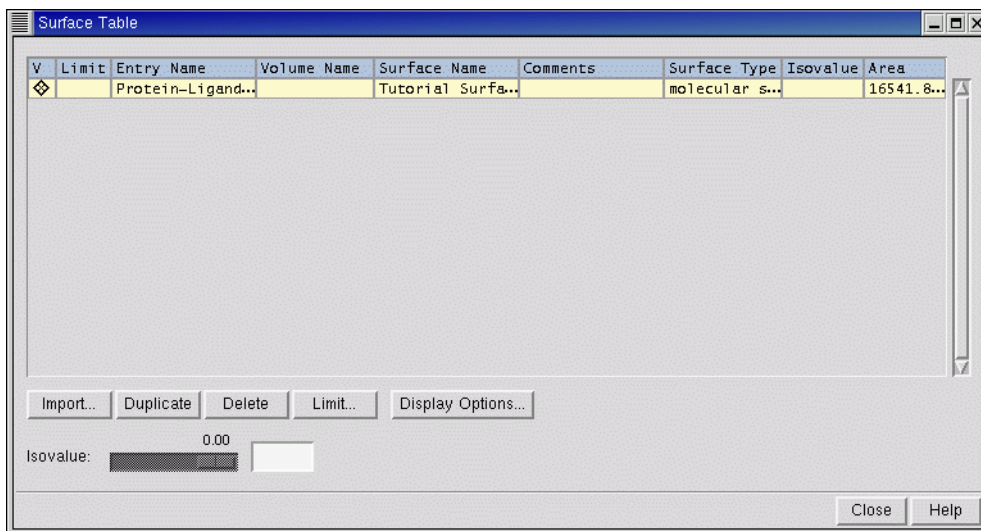 Surface Table
V Limit Entry Name Volume Name Surface Name Comments Surface Type Isovalue Area
Protein-Ligand... Tutorial Surfa... molecular s... 16541.8...
Import... Duplicate Delete Limit... Display Options...
0.00
Isovalue:
Close Help